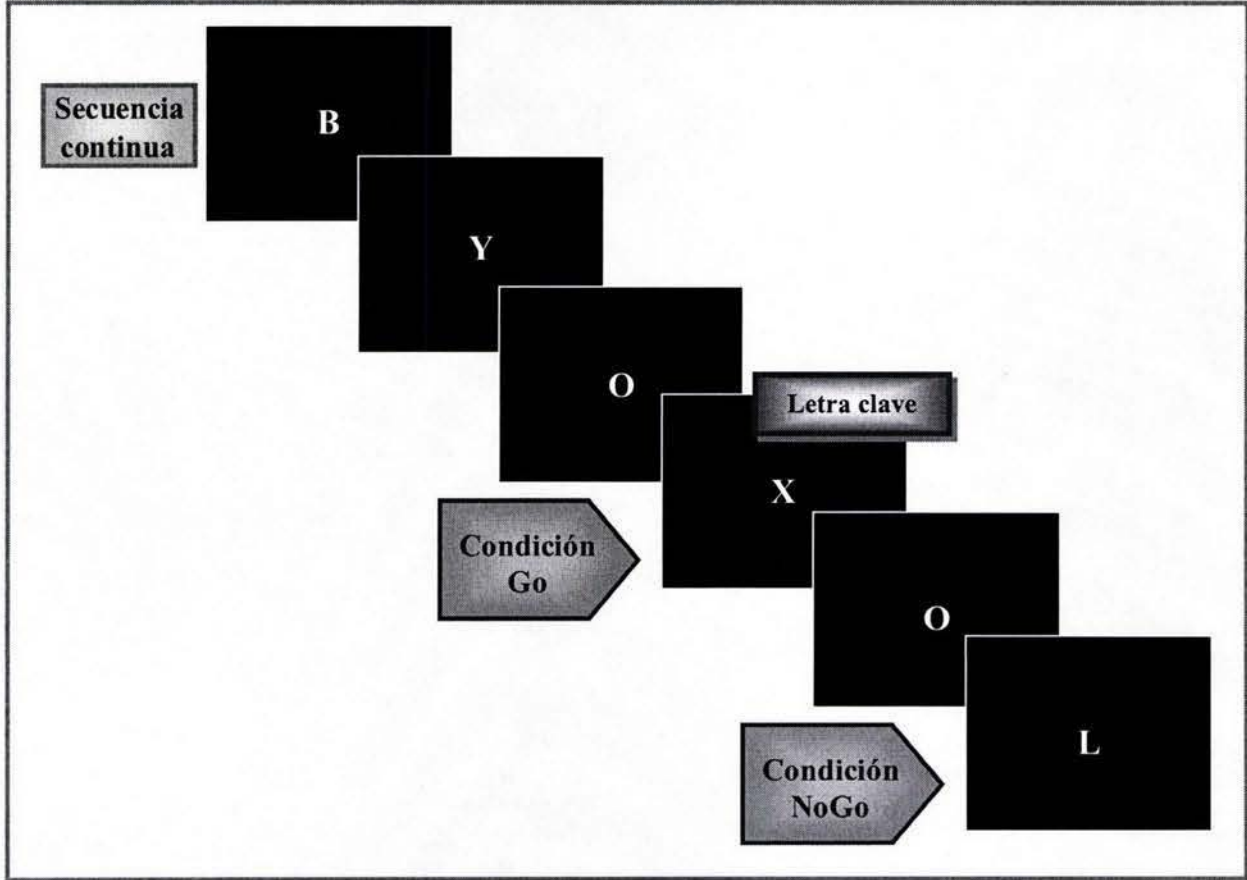 Secuencia
continua
B
Y
O
Letra clave
X
Condición
Go
O
L
Condición
NoGo